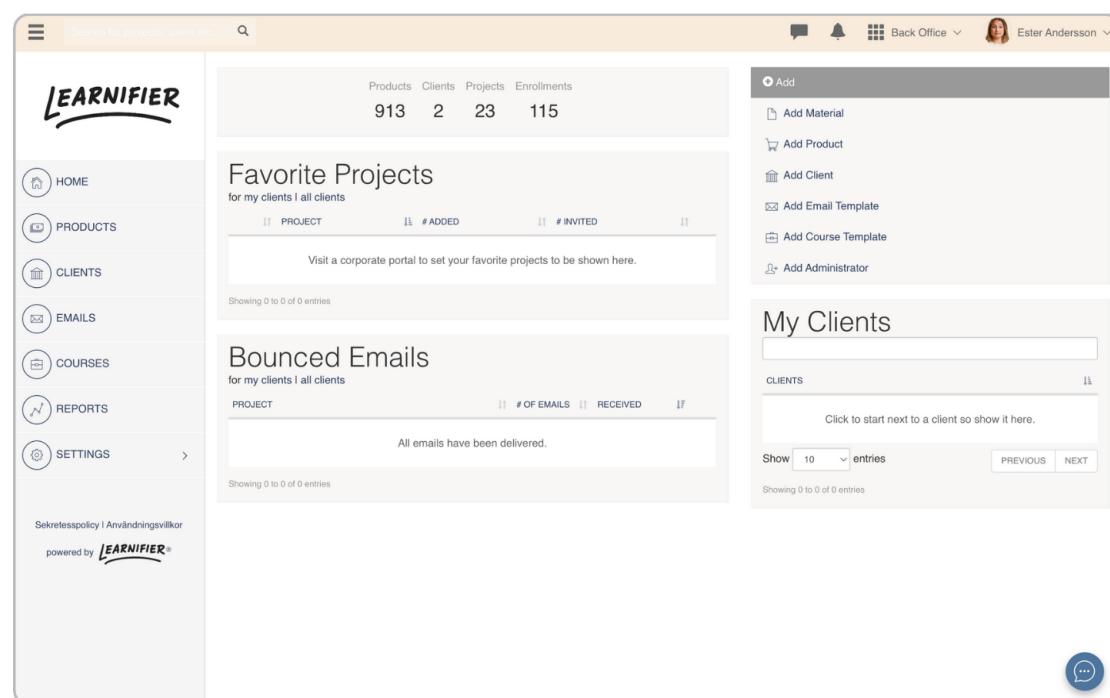 Back Office
Ester Andersson
LEARNIFIER
HOME
PRODUCTS
CLIENTS
EMAILS
COURSES
REPORTS
SETTINGS
Sekretesspolicy | Användningsvillkor
powered by LEARNIFIER®
Products Clients Projects Enrollments
913 2 23 115
Favorite Projects
for my clients | all clients
PROJECT # ADDED # INVITED
Visit a corporate portal to set your favorite projects to be shown here.
Showing 0 to 0 of 0 entries
Bounced Emails
for my clients | all clients
PROJECT # OF EMAILS RECEIVED
All emails have been delivered.
Showing 0 to 0 of 0 entries
Add
Add Material
Add Product
Add Client
Add Email Template
Add Course Template
Add Administrator
My Clients
CLIENTS
Click to start next to a client so show it here.
Show 10 entries
PREVIOUS NEXT
Showing 0 to 0 of 0 entries